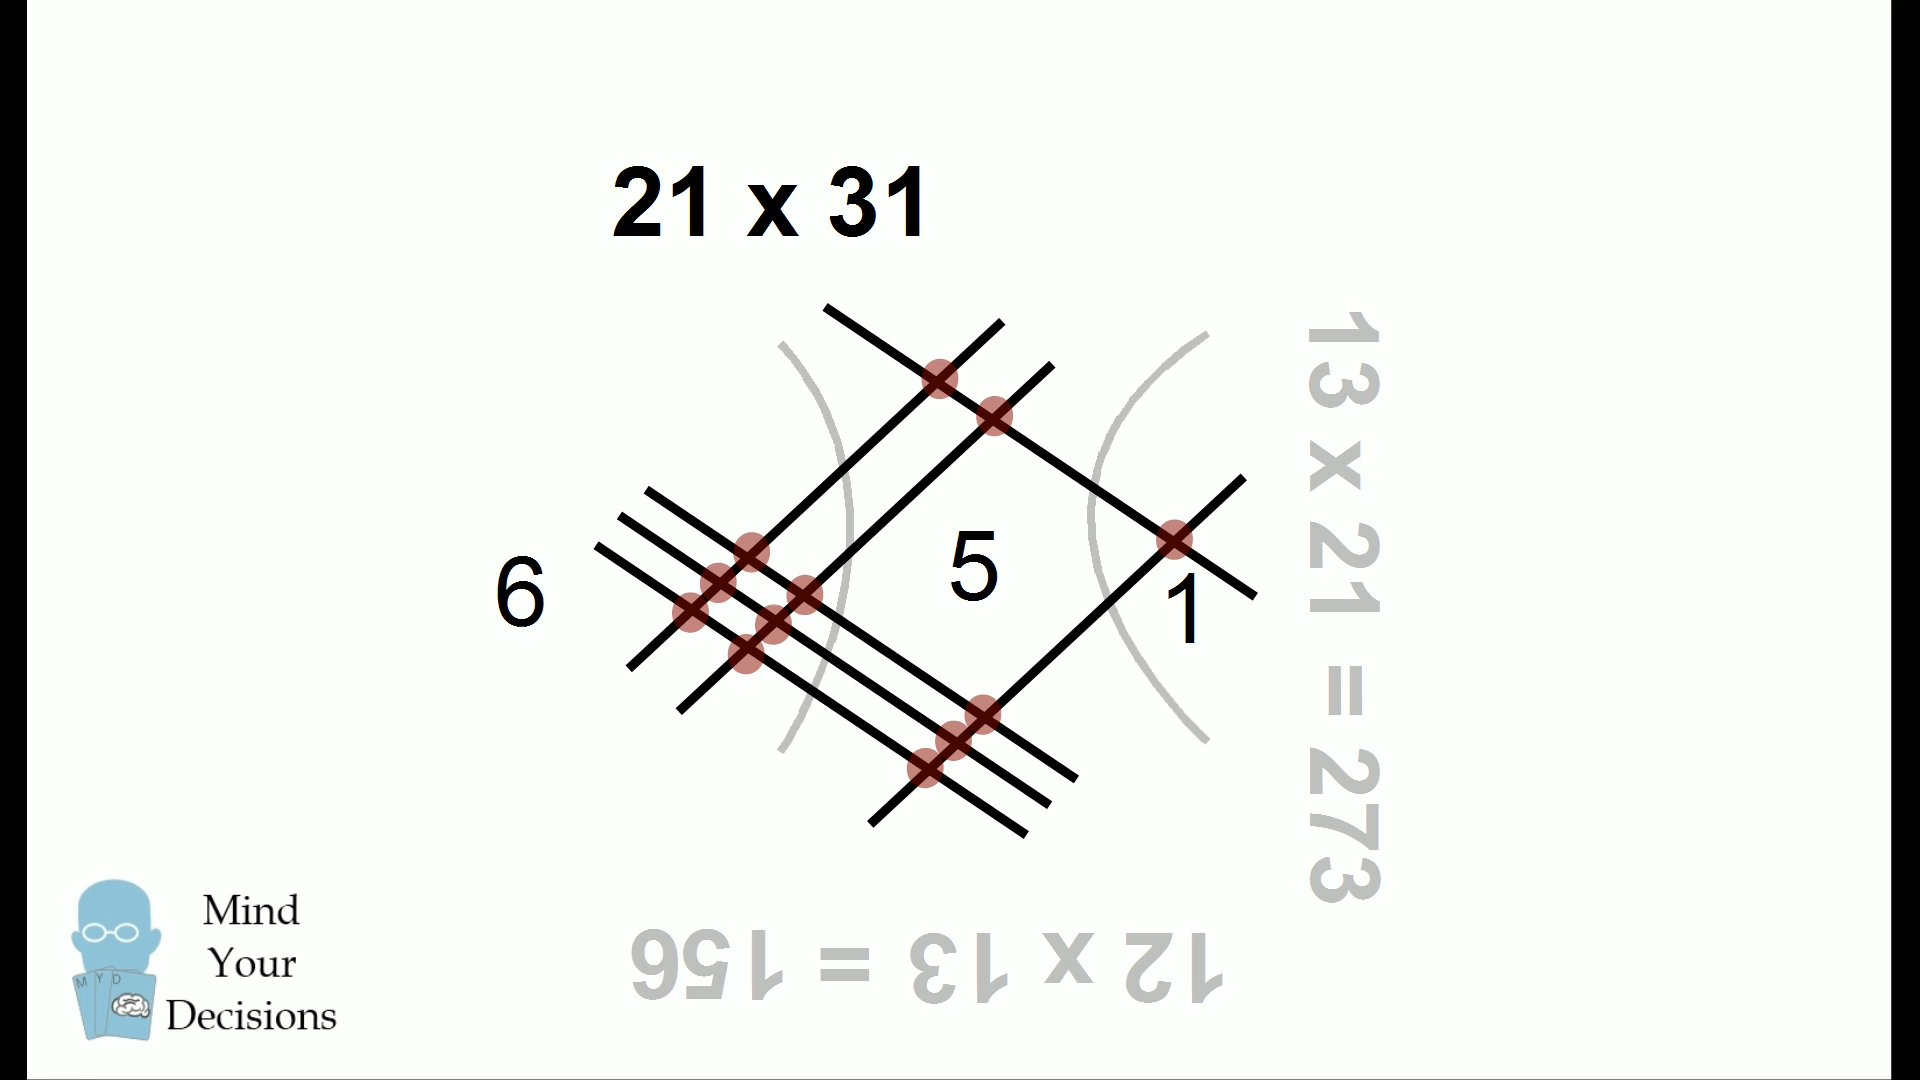 21 x 31
6
5
1
13 x 21 = 273
12 x 13 = 156
Mind
Your
Decisions
M Y D